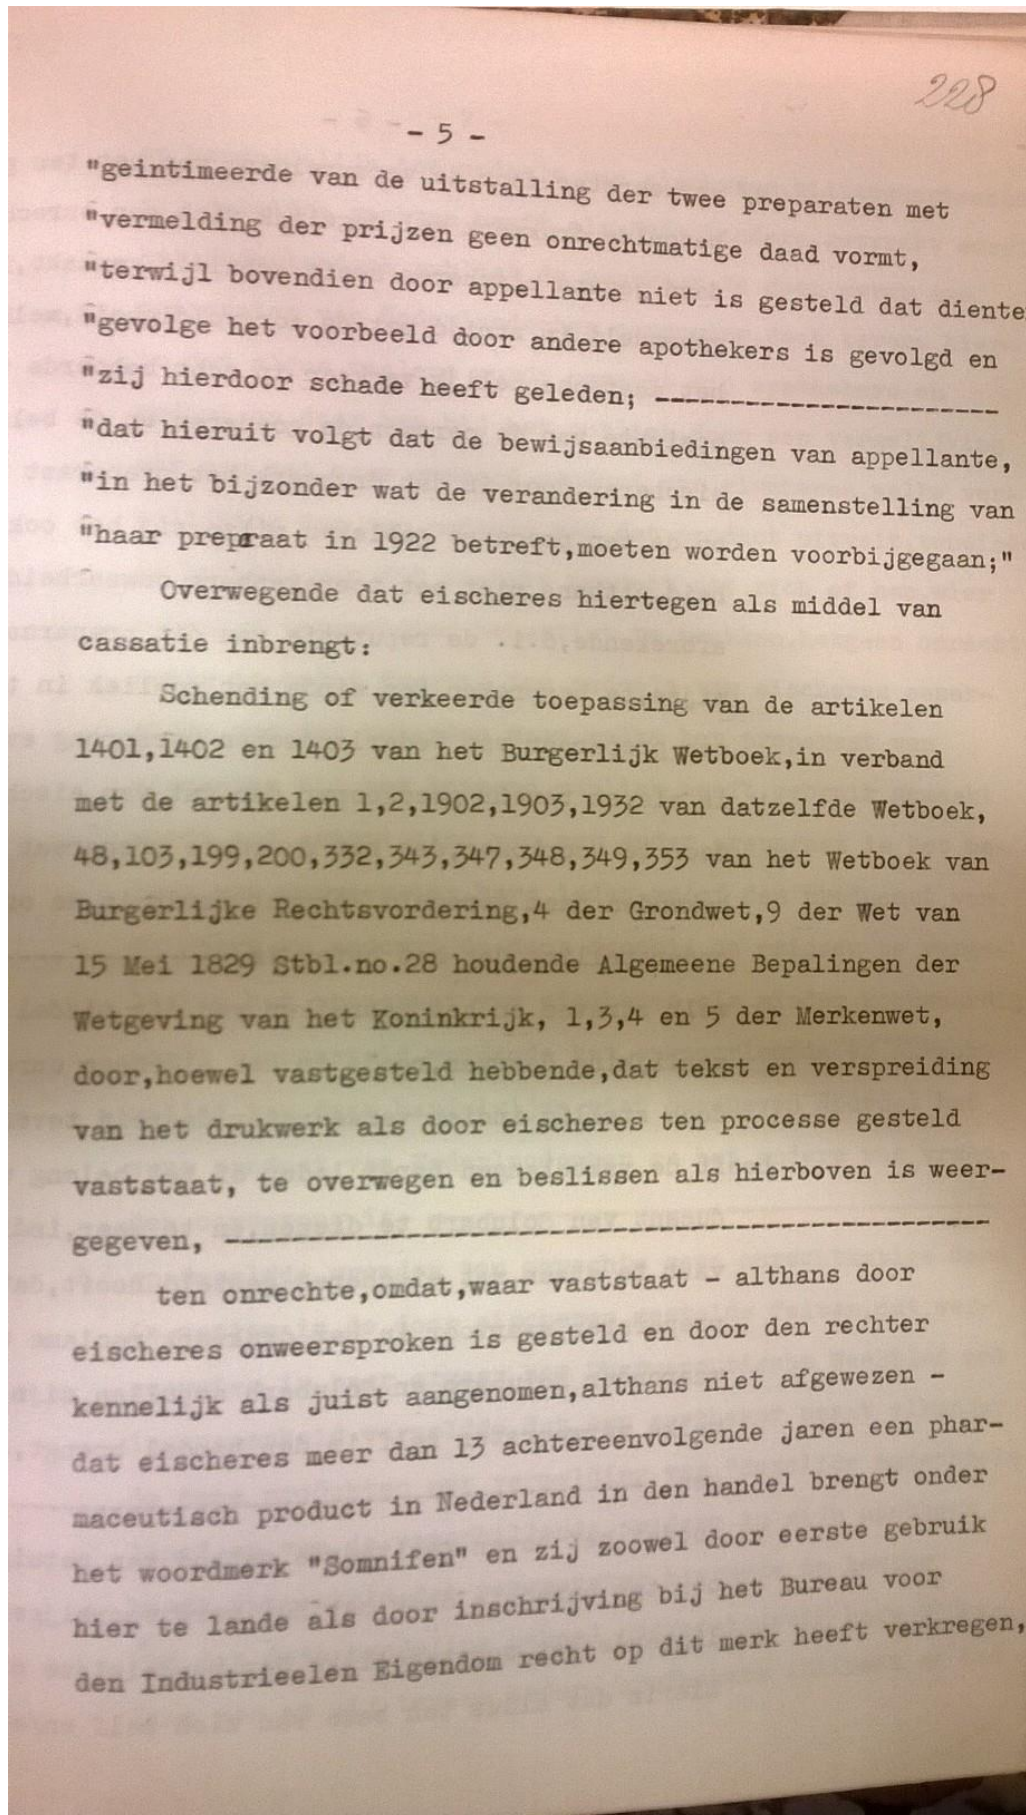 228
- 5 -
"geintimeerde van de uitstalling der twee preparaten met
"vermelding der prijzen geen onrechtmatige daad vormt,
"terwijl bovendien door appellante niet is gesteld dat diente
"gevolge het voorbeeld door andere apothekers is gevolgd en
"zij hierdoor schade heeft geleden; -----------------------
"dat hieruit volgt dat de bewijsaanbiedingen van appellante,
"in het bijzonder wat de verandering in de samenstelling van
"haar prepraat in 1922 betreft,moeten worden voorbijgegaan;"
Overwegende dat eischeres hiertegen als middel van
cassatie inbrengt:
Schending of verkeerde toepassing van de artikelen
1401,1402 en 1403 van het Burgerlijk Wetboek,in verband
met de artikelen 1,2,1902,1903,1932 van datzelfde Wetboek,
48,103,199,200,332,343,347,348,349,353 van het Wetboek van
Burgerlijke Rechtsvordering,4 der Grondwet,9 der Wet van
15 Mei 1829 Stbl.no.28 houdende Algemeene Bepalingen der
Wetgeving van het Koninkrijk, 1,3,4 en 5 der Merkenwet,
door,hoewel vastgesteld hebbende,dat tekst en verspreiding
van het drukwerk als door eischeres ten processe gesteld
vaststaat, te overwegen en beslissen als hierboven is weer-
gegeven, ---------------------------------------------------
ten onrechte,omdat,waar vaststaat - althans door
eischeres onweersproken is gesteld en door den rechter
kennelijk als juist aangenomen,althans niet afgewezen -
dat eischeres meer dan 13 achtereenvolgende jaren een phar-
maceutisch product in Nederland in den handel brengt onder
het woordmerk "Somnifen" en zij zoowel door eerste gebruik
hier te lande als door inschrijving bij het Bureau voor
den Industrieelen Eigendom recht op dit merk heeft verkregen,